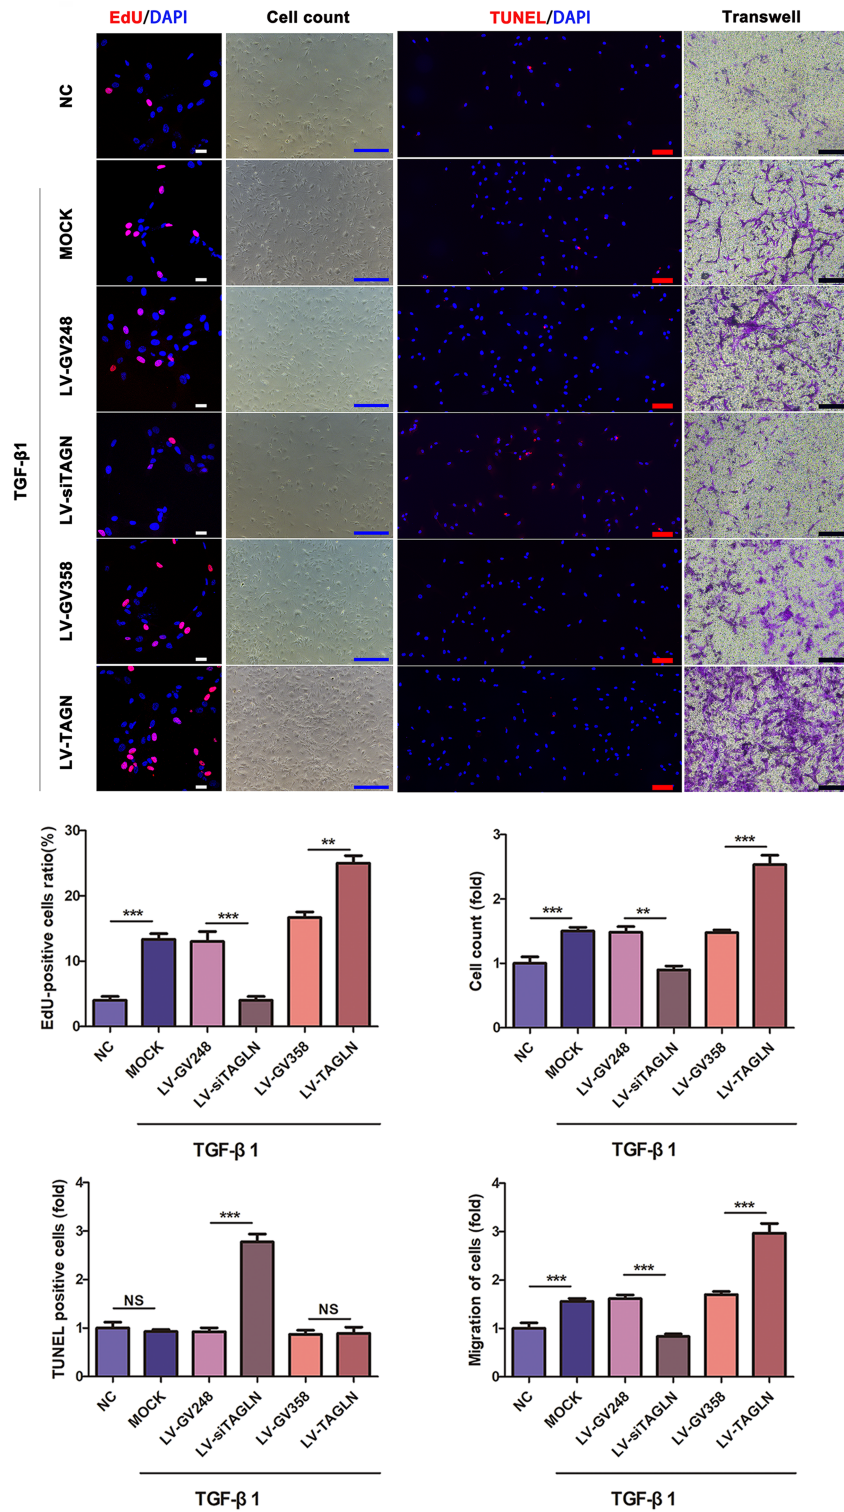 EdU/DAPI Cell count TUNEL/DAPI Transwell
NC
MOCK
LV-GV248
LV-siTAGN
LV-GV358
LV-TAGN
TGF-β1
EdU-positive cells ratio(%)
30
20
10
0
**
***
***
NC MOCK LV-GV248 LV-siTAGLN LV-GV358 LV-TAGLN
TGF-β 1
Cell count (fold)
3
2
1
0
***
***
**
NC MOCK LV-GV248 LV-siTAGLN LV-GV358 LV-TAGLN
TGF-β 1
TUNEL positive cells (fold)
4
3
2
1
0
***
NS
NS
NC MOCK LV-GV248 LV-siTAGLN LV-GV358 LV-TAGLN
TGF-β 1
Migration of cells (fold)
4
3
2
1
0
***
***
***
NC MOCK LV-GV248 LV-siTAGLN LV-GV358 LV-TAGLN
TGF-β 1